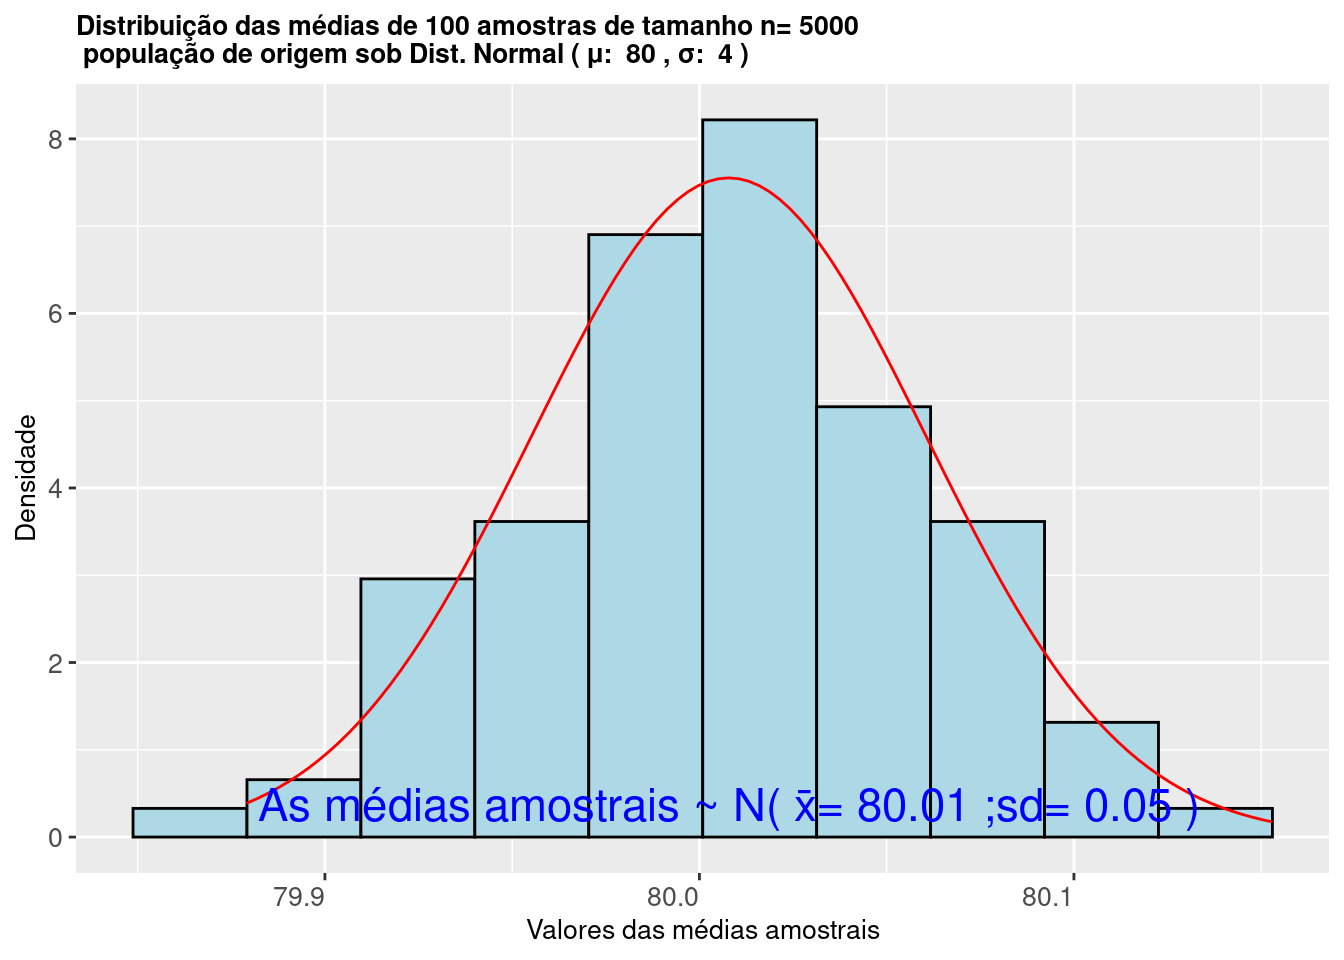 Distribuição das médias de 100 amostras de tamanho n= 5000
população de origem sob Dist. Normal ( μ:  80 , σ:  4 )
Densidade
8
6
4
2
0
As médias amostrais ~ N( x̄= 80.01 ;sd= 0.05 )
79.9
80.0
80.1
Valores das médias amostrais